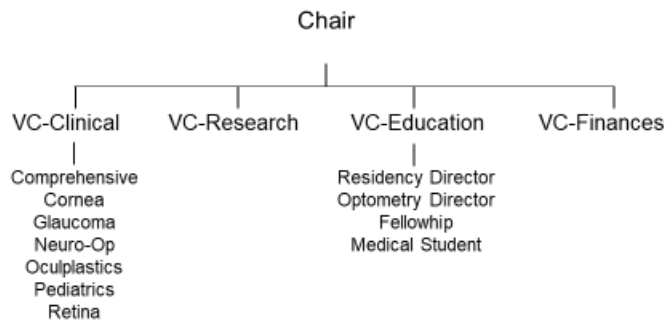 Chair
VC-Clinical VC-Research VC-Education VC-Finances
Comprehensive
Cornea
Glaucoma
Neuro-Op
Oculplastics
Pediatrics
Retina
Residency Director
Optometry Director
Fellowhip
Medical Student